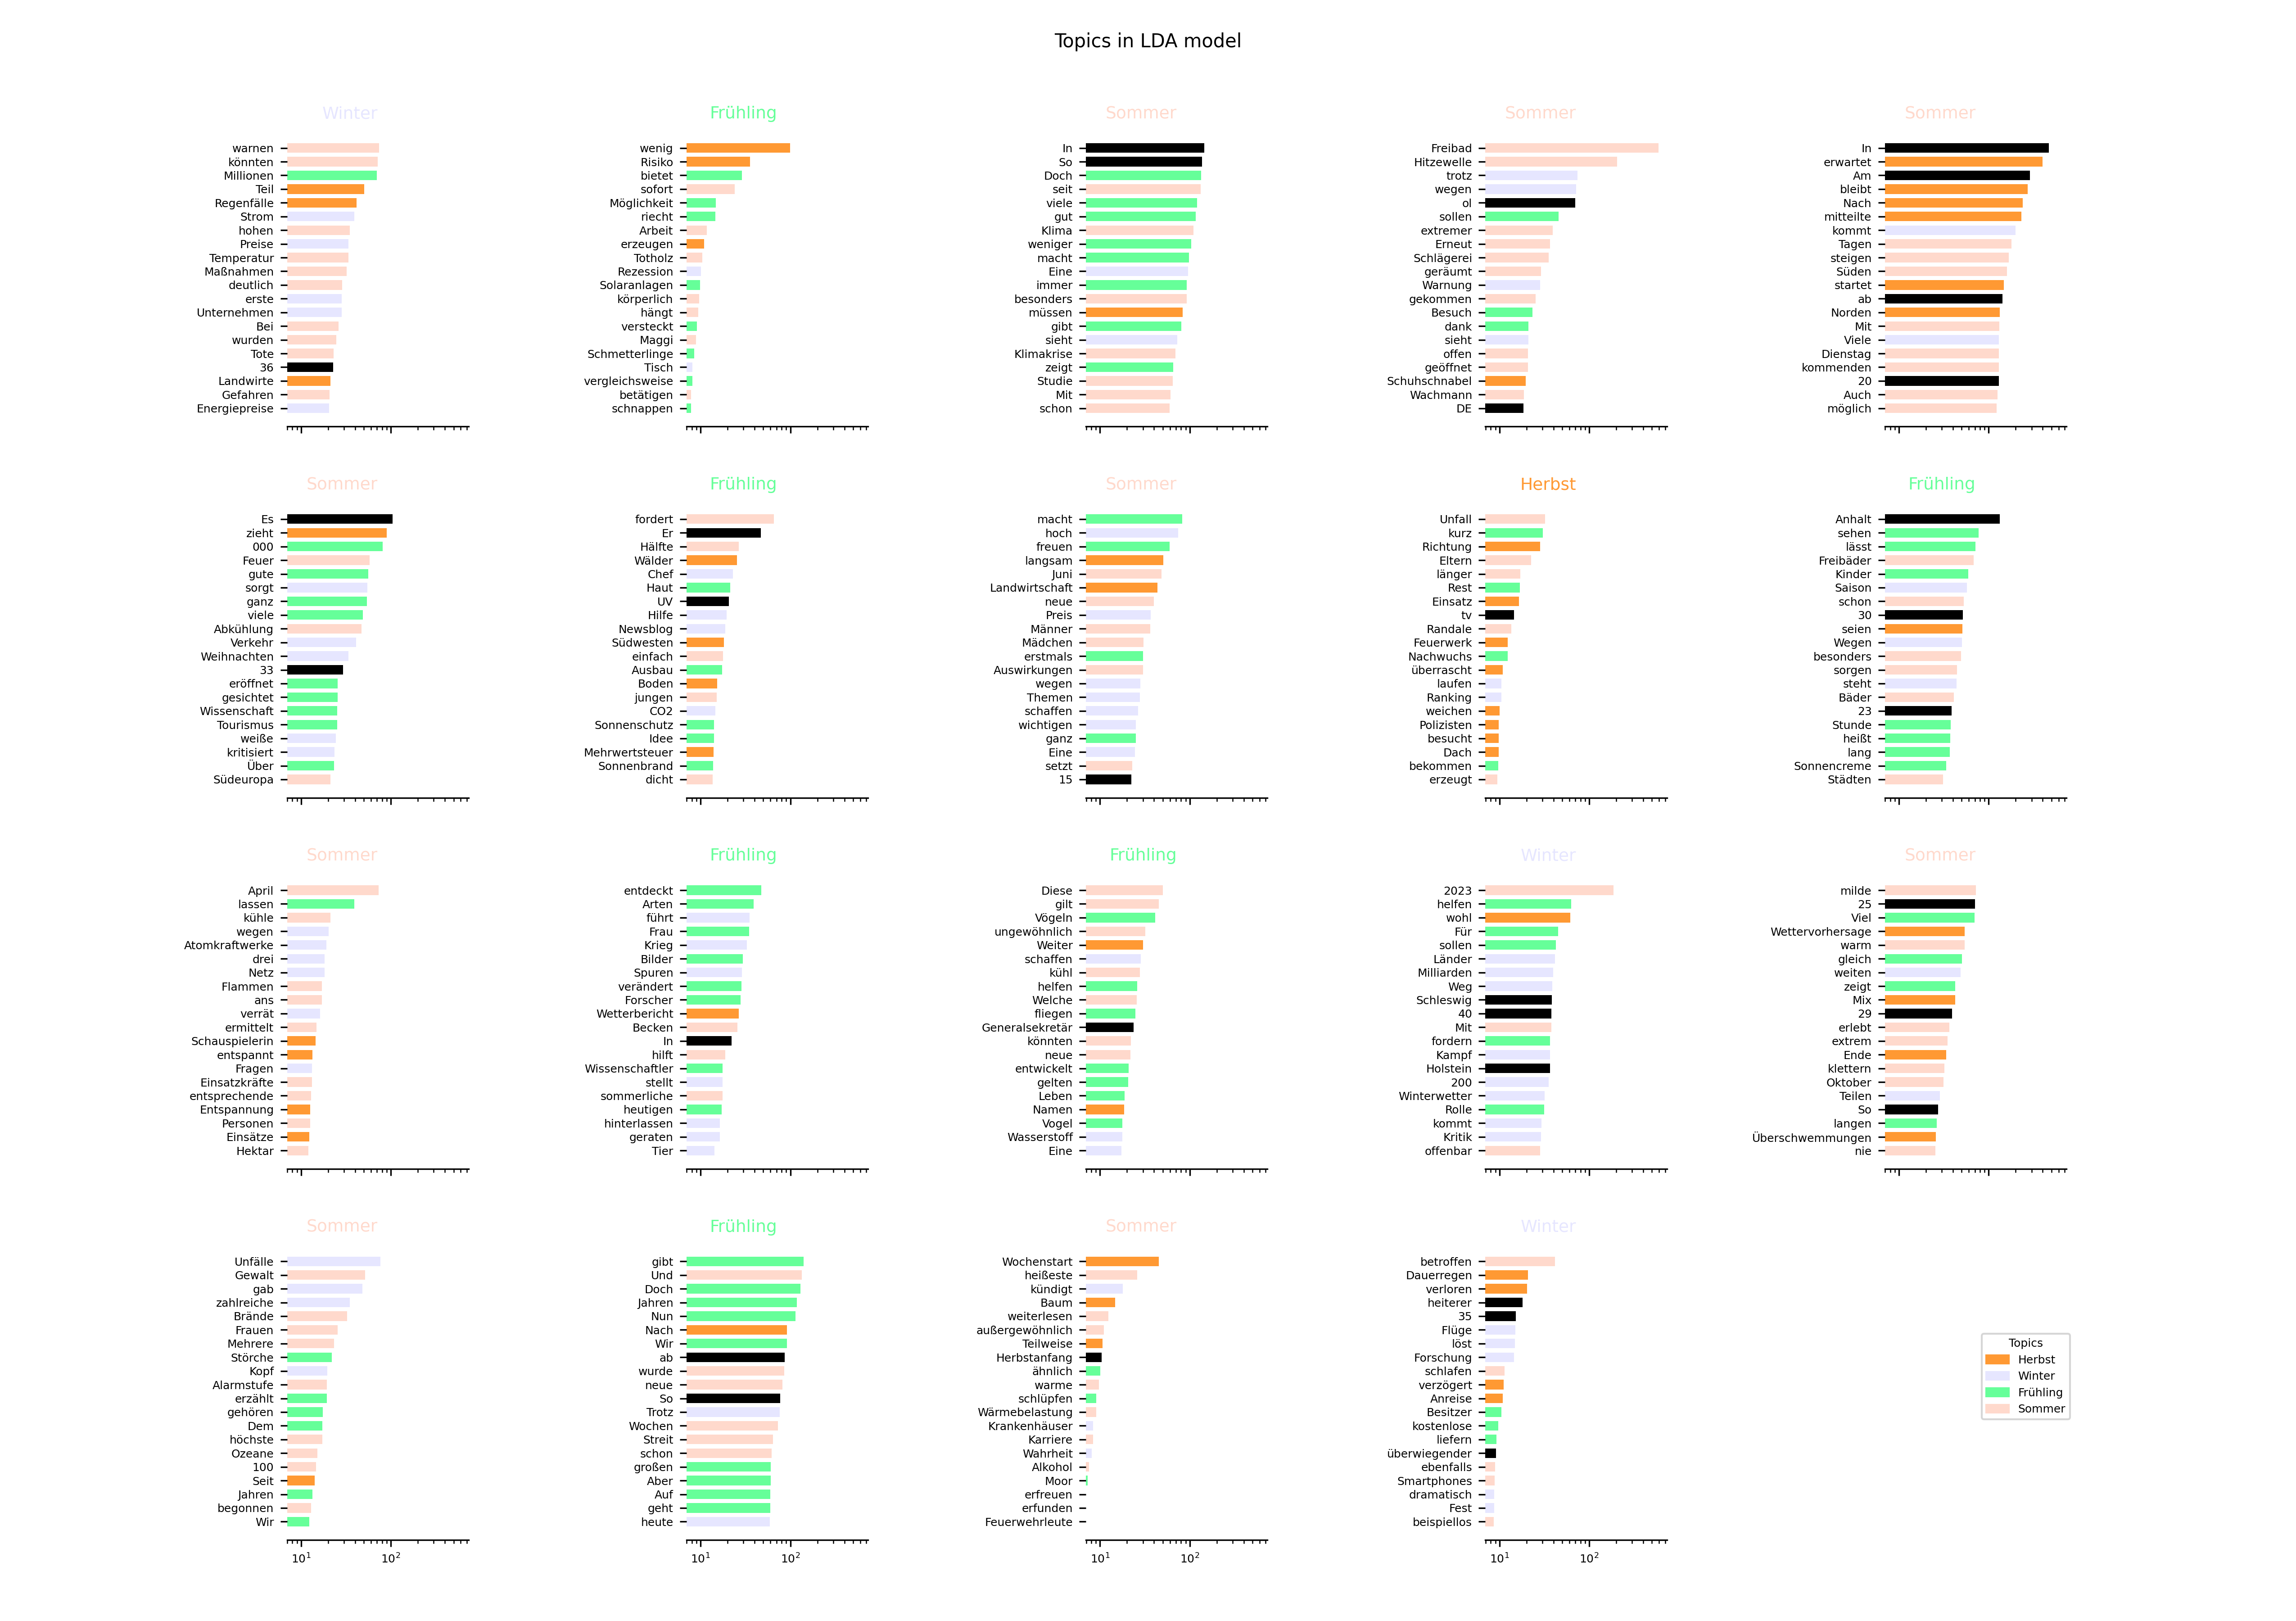 Topics in LDA model
Winter
warnen
könnten
Millionen
Teil
Regenfälle
Strom
hohen
Preise
Temperatur
Maßnahmen
deutlich
erste
Unternehmen
Bei
wurden
Tote
36
Landwirte
Gefahren
Energiepreise
Frühling
wenig
Risiko
bietet
sofort
Möglichkeit
riecht
Arbeit
erzeugen
Totholz
Rezession
Solaranlagen
körperlich
hängt
versteckt
Maggi
Schmetterlinge
Tisch
vergleichsweise
betätigen
schnappen
Sommer
In
So
Doch
seit
viele
gut
Klima
weniger
macht
Eine
immer
besonders
müssen
gibt
sieht
Klimakrise
zeigt
Studie
Mit
schon
Sommer
Freibad
Hitzewelle
trotz
wegen
ol
sollen
extremer
Erneut
Schlägerei
geräumt
Warnung
gekommen
Besuch
dank
sieht
offen
geöffnet
Schuhschnabel
Wachmann
DE
Sommer
In
erwartet
Am
bleibt
Nach
mitteilte
kommt
Tagen
steigen
Süden
startet
ab
Norden
Mit
Viele
Dienstag
kommenden
20
Auch
möglich
Sommer
Es
zieht
000
Feuer
gute
sorgt
ganz
viele
Abkühlung
Verkehr
Weihnachten
33
eröffnet
gesichtet
Wissenschaft
Tourismus
weiße
kritisiert
Über
Südeuropa
Frühling
fordert
Er
Hälfte
Wälder
Chef
Haut
UV
Hilfe
Newsblog
Südwesten
einfach
Ausbau
Boden
jungen
CO2
Sonnenschutz
Idee
Mehrwertsteuer
Sonnenbrand
dicht
Sommer
macht
hoch
freuen
langsam
Juni
Landwirtschaft
neue
Preis
Männer
Mädchen
erstmals
Auswirkungen
wegen
Themen
schaffen
wichtigen
ganz
Eine
setzt
15
Herbst
Unfall
kurz
Richtung
Eltern
länger
Rest
Einsatz
tv
Randale
Feuerwerk
Nachwuchs
überrascht
laufen
Ranking
weichen
Polizisten
besucht
Dach
bekommen
erzeugt
Frühling
Anhalt
sehen
lässt
Freibäder
Kinder
Saison
schon
30
seien
Wegen
besonders
sorgen
steht
Bäder
23
Stunde
heißt
lang
Sonnencreme
Städten
Sommer
April
lassen
kühle
wegen
Atomkraftwerke
drei
Netz
Flammen
ans
verrät
ermittelt
Schauspielerin
entspannt
Fragen
Einsatzkräfte
entsprechende
Entspannung
Personen
Einsätze
Hektar
Frühling
entdeckt
Arten
führt
Frau
Krieg
Bilder
Spuren
verändert
Forscher
Wetterbericht
Becken
In
hilft
Wissenschaftler
stellt
sommerliche
heutigen
hinterlassen
geraten
Tier
Frühling
Diese
gilt
Vögeln
ungewöhnlich
Weiter
schaffen
kühl
helfen
Welche
fliegen
Generalsekretär
könnten
neue
entwickelt
gelten
Leben
Namen
Vogel
Wasserstoff
Eine
Winter
2023
helfen
wohl
Für
sollen
Länder
Milliarden
Weg
Schleswig
40
Mit
fordern
Kampf
Holstein
200
Winterwetter
Rolle
kommt
Kritik
offenbar
Sommer
milde
25
Viel
Wettervorhersage
warm
gleich
weiten
zeigt
Mix
29
erlebt
extrem
Ende
klettern
Oktober
Teilen
So
langen
Überschwemmungen
nie
Sommer
Unfälle
Gewalt
gab
zahlreiche
Brände
Frauen
Mehrere
Störche
Kopf
Alarmstufe
erzählt
gehören
Dem
höchste
Ozeane
100
Seit
Jahren
begonnen
Wir
10¹ 10²
Frühling
gibt
Und
Doch
Jahren
Nun
Nach
Wir
ab
wurde
neue
So
Trotz
Wochen
Streit
schon
großen
Aber
Auf
geht
heute
10¹ 10²
Sommer
Wochenstart
heißeste
kündigt
Baum
weiterlesen
außergewöhnlich
Teilweise
Herbstanfang
ähnlich
warme
schlüpfen
Wärmebelastung
Krankenhäuser
Karriere
Wahrheit
Alkohol
Moor
erfreuen
erfunden
Feuerwehrleute
10¹ 10²
Winter
betroffen
Dauerregen
verloren
heiterer
35
Flüge
löst
Forschung
schlafen
verzögert
Anreise
Besitzer
kostenlose
liefern
überwiegender
ebenfalls
Smartphones
dramatisch
Fest
beispiellos
10¹ 10²
Topics
Herbst
Winter
Frühling
Sommer